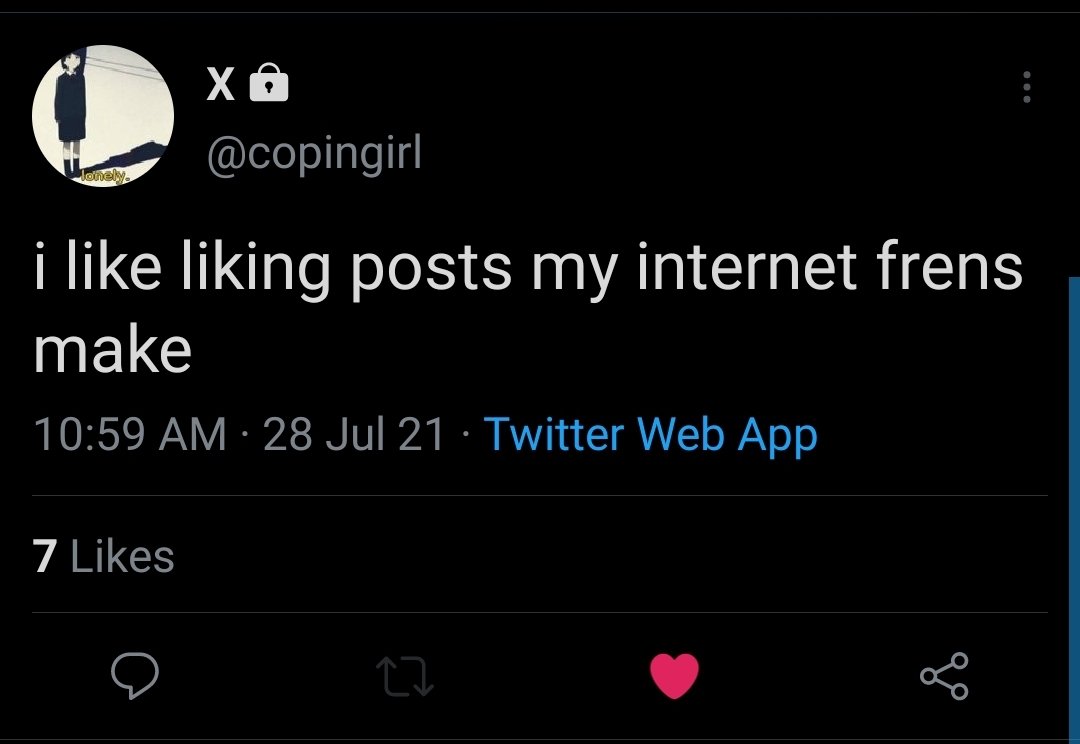 X
@copingirl
lonely.
i like liking posts my internet frens
make
10:59 AM · 28 Jul 21 · Twitter Web App
7 Likes